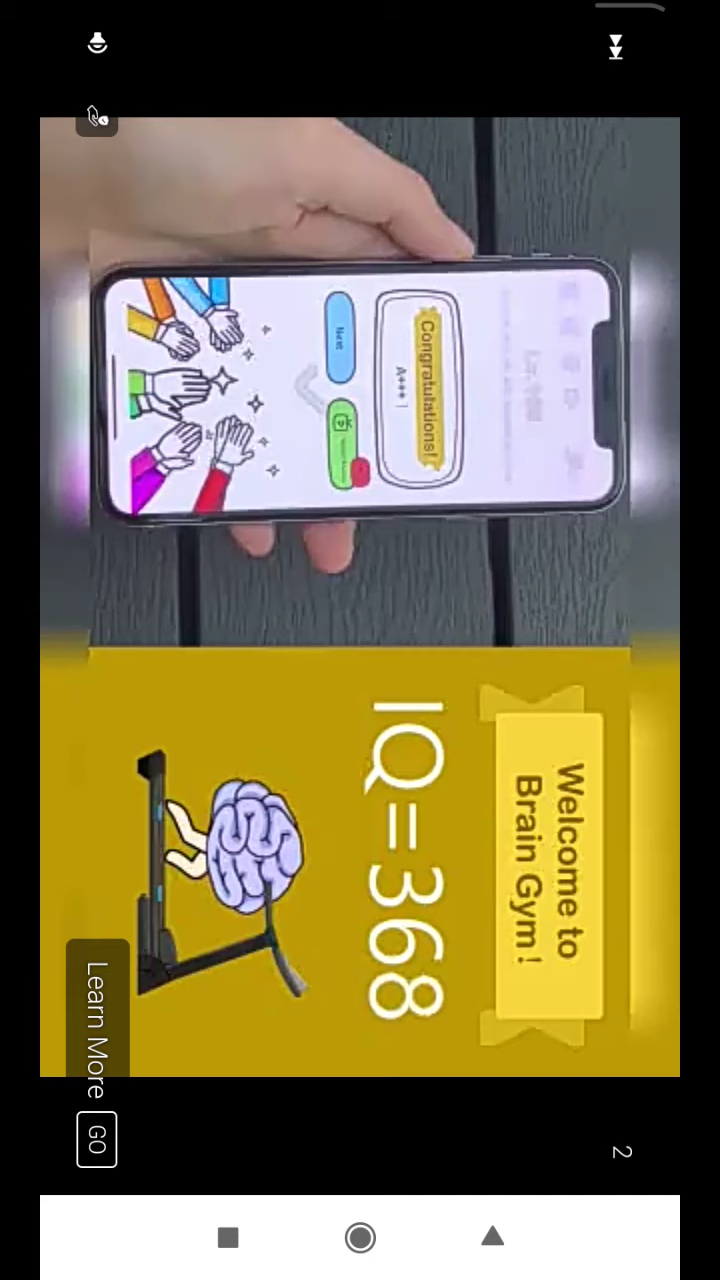 Congratulations!
A+++ !
Next
Welcome to
Brain Gym !
IQ=368
Learn More
GO
2